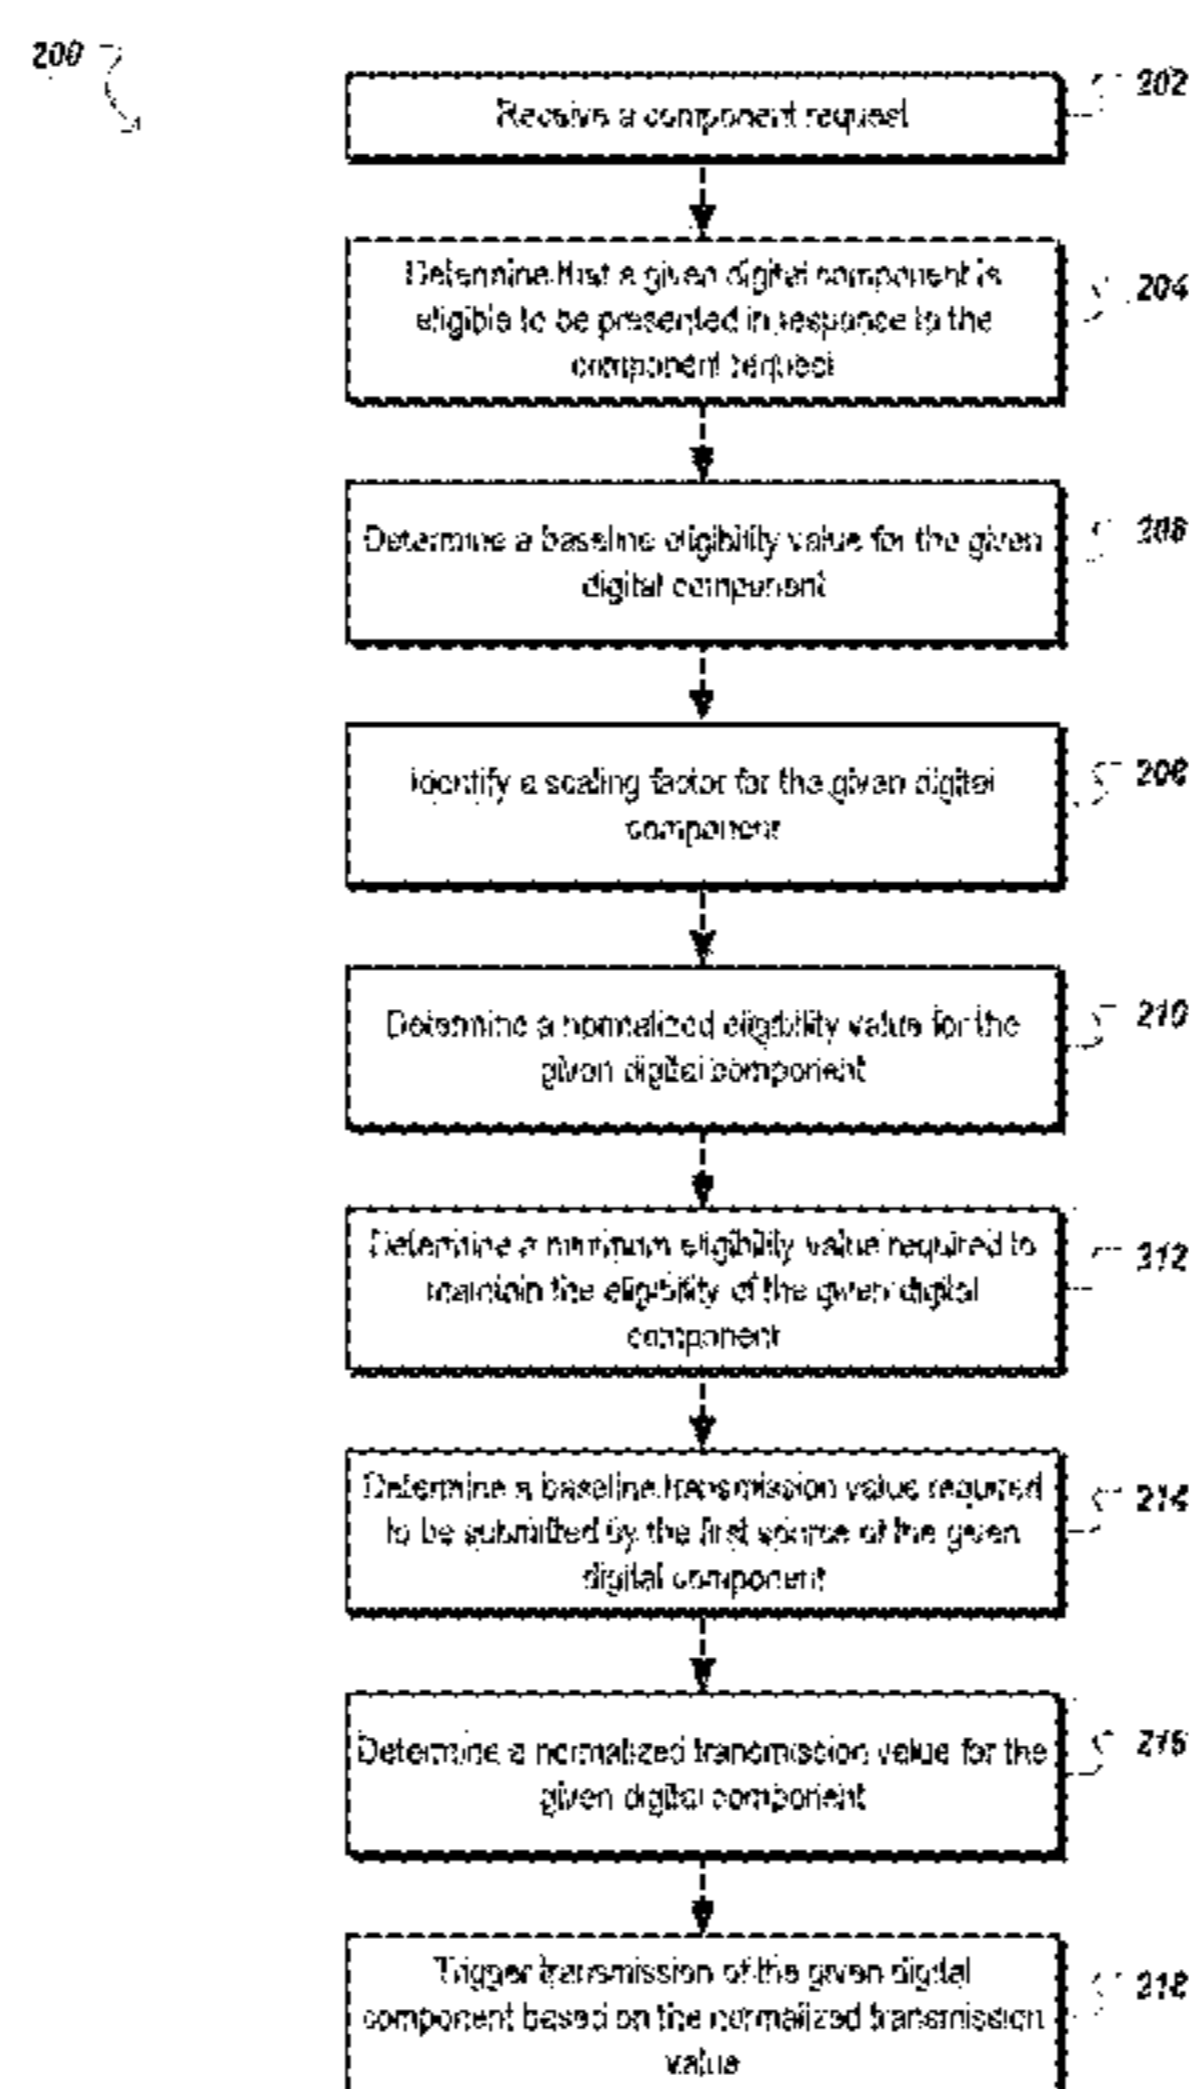 200
202
Receive a component request
204
Determine that a given digital component is
eligible to be presented in response to the
component request
206
Determine a baseline eligibility value for the given
digital component
208
Identify a scaling factor for the given digital
component
210
Determine a normalized eligibility value for the
given digital component
212
Determine a minimum eligibility value required to
maintain the eligibility of the given digital
component
214
Determine a baseline transmission value required
to be submitted by the first source of the given
digital component
216
Determine a normalized transmission value for the
given digital component
218
Trigger transmission of the given digital
component based on the normalized transmission
value